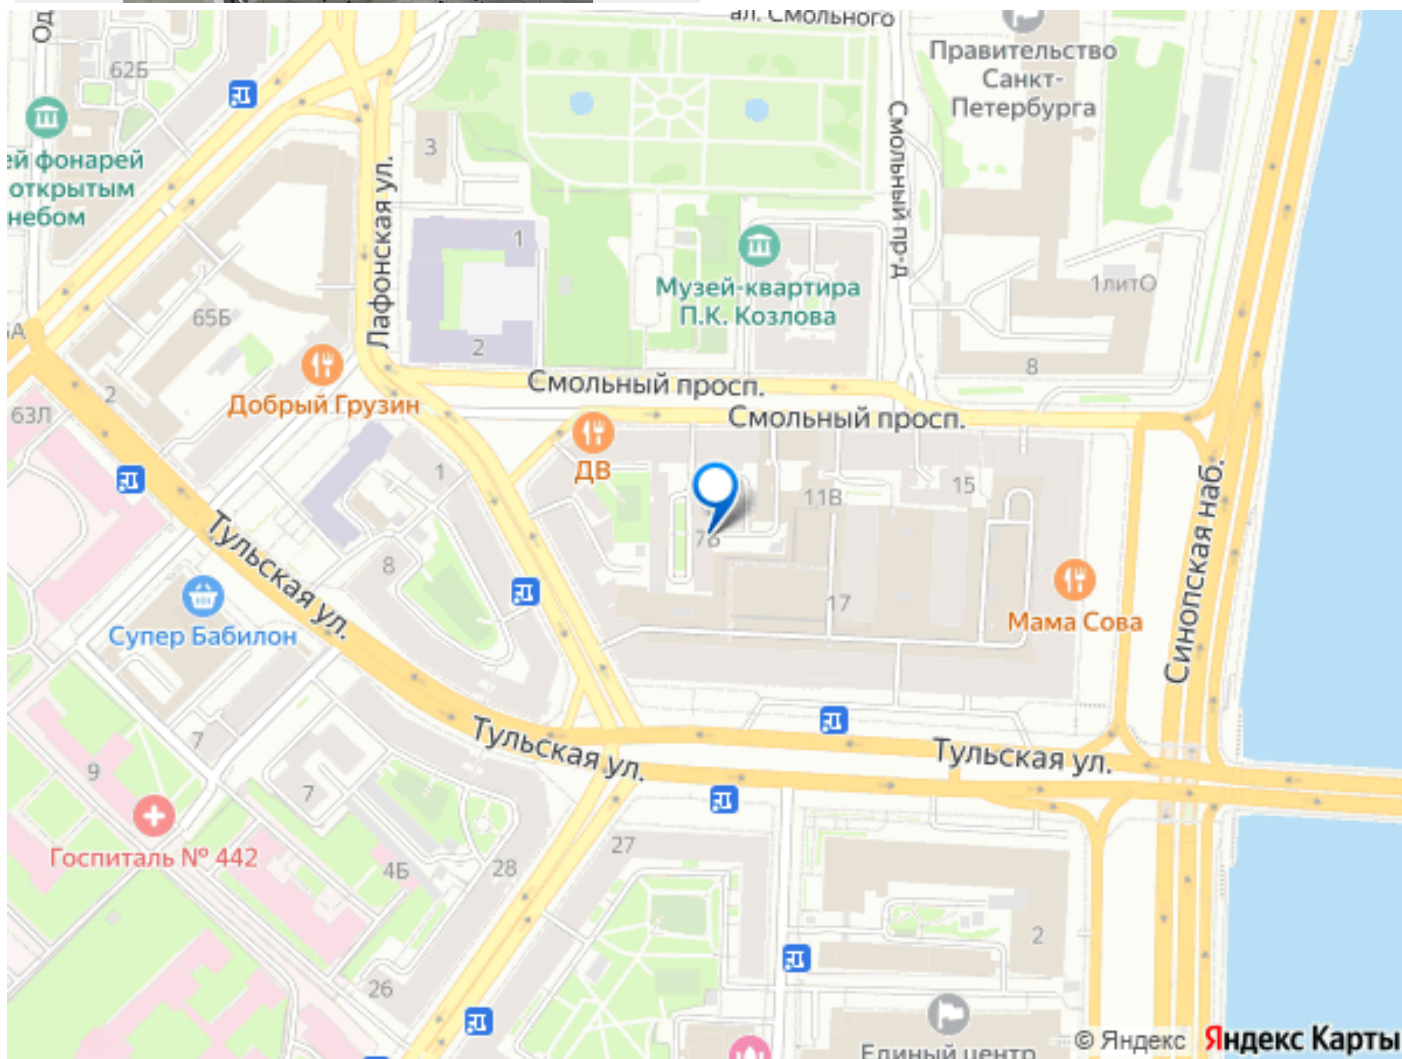 ал. Смольного
Од
62Б
Правительство
Санкт-
Петербурга
ей фонарей
открытым
небом
3
Лафонская ул.
Смольный пр-д
1
Музей-квартира
П.К. Козлова
1литО
65Б
2
8
Смольный просп.
Добрый Грузин
2
63Л
Смольный просп.
ДВ
1
15
11В
7Б
Синопская наб.
Тульская ул.
8
17
Мама Сова
Супер Бабилон
Тульская ул.
Тульская ул.
7
9
7
Госпиталь № 442
4Б
28
27
2
26
Единый центр
© Яндекс Яндекс Карты